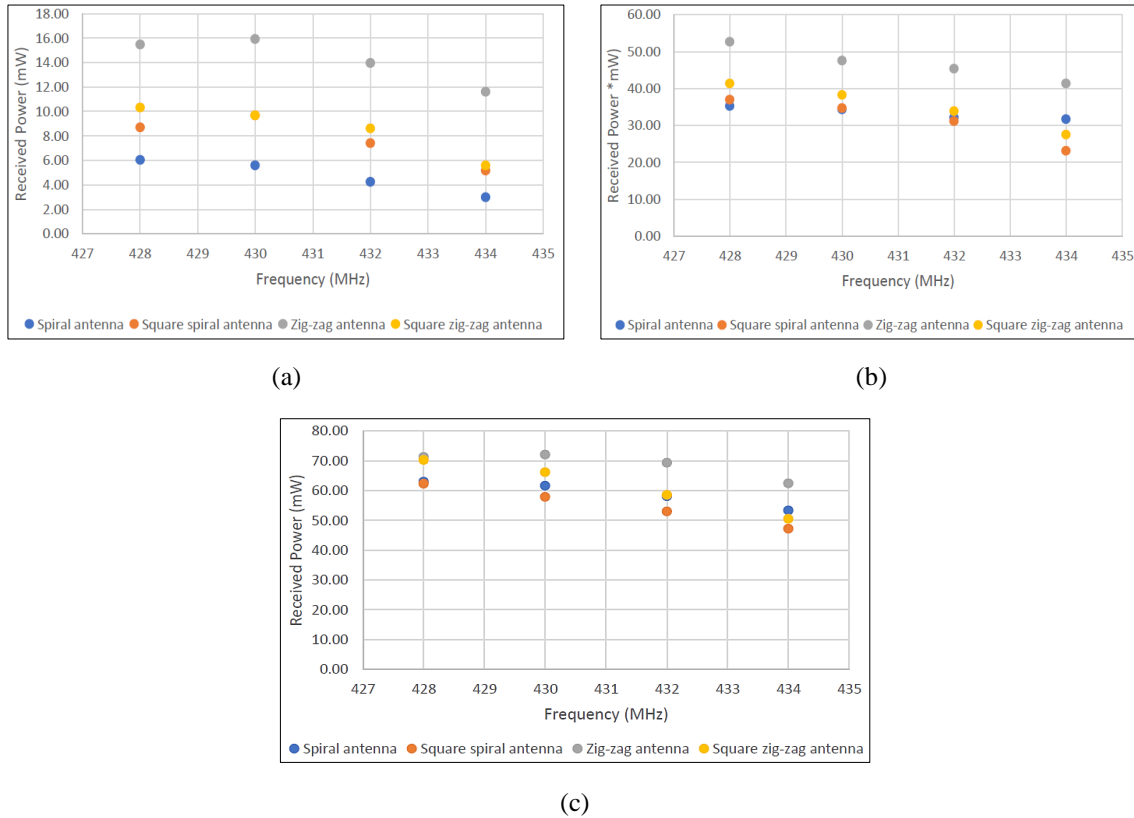 18.00
16.00
14.00
12.00
10.00
8.00
6.00
4.00
2.00
0.00
Received Power (mW)
427 428 429 430 431 432 433 434 435
Frequency (MHz)
Spiral antenna Square spiral antenna Zig-zag antenna Square zig-zag antenna
(a)
60.00
50.00
40.00
30.00
20.00
10.00
0.00
Received Power *mW)
427 428 429 430 431 432 433 434 435
Frequency (MHz)
Spiral antenna Square spiral antenna Zig-zag antenna Square zig-zag antenna
(b)
80.00
70.00
60.00
50.00
40.00
30.00
20.00
10.00
0.00
Received Power (mW)
427 428 429 430 431 432 433 434 435
Frequency (MHz)
Spiral antenna Square spiral antenna Zig-zag antenna Square zig-zag antenna
(c)